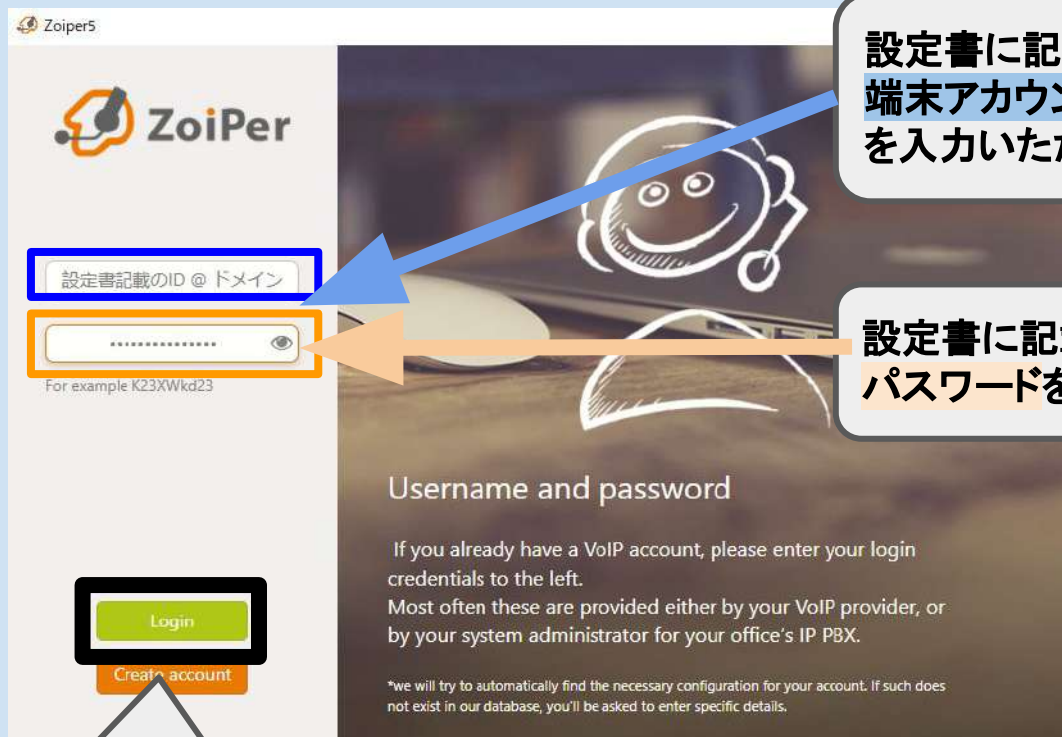 Zoiper5
ZoiPer
設定書に記
端末アカウン
を入力いただ
設定書記載のID @ ドメイン
For example K23XWkd23
設定書に記
パスワードを
Username and password
If you already have a VoIP account, please enter your login
credentials to the left.
Most often these are provided either by your VoIP provider, or
by your system administrator for your office's IP PBX.
Login
Create account
*we will try to automatically find the necessary configuration for your account. If such does
not exist in our database, you'll be asked to enter specific details.